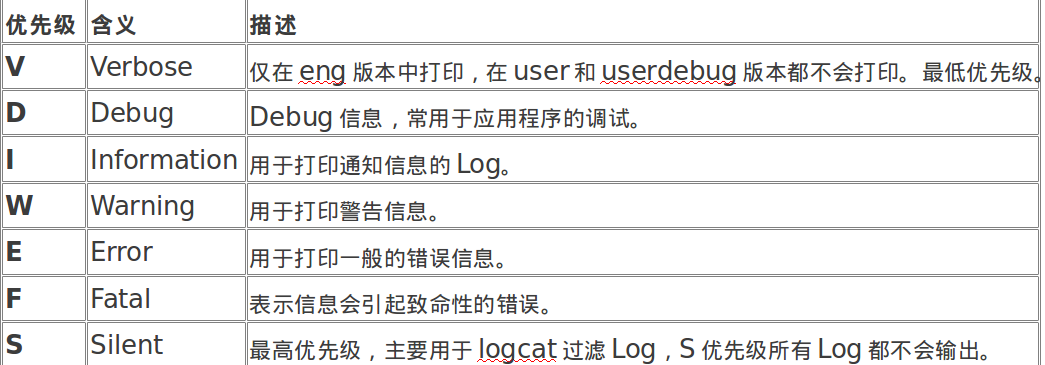 优先级 含义 描述
V Verbose 仅在 eng 版本中打印，在 user 和 userdebug 版本都不会打印。最低优先级。
D Debug Debug 信息，常用于应用程序的调试。
I Information 用于打印通知信息的 Log。
W Warning 用于打印警告信息。
E Error 用于打印一般的错误信息。
F Fatal 表示信息会引起致命性的错误。
S Silent 最高优先级，主要用于 logcat 过滤 Log，S 优先级所有 Log 都不会输出。